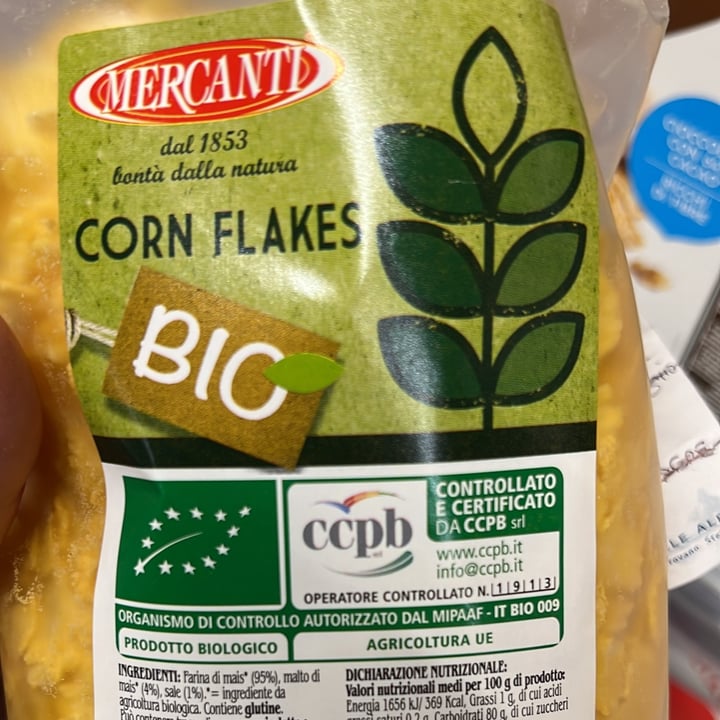 MERCANTI
dal 1853
bontà dalla natura
CORN FLAKES
BIO
ccpb
CONTROLLATO
E CERTIFICATO
DA CCPB srl
www.ccpb.it
info@ccpb.it
OPERATORE CONTROLLATO N. 1913
ORGANISMO DI CONTROLLO AUTORIZZATO DAL MIPAAF - IT BIO 009
PRODOTTO BIOLOGICO
AGRICOLTURA UE
INGREDIENTI: Farina di mais* (95%), malto di
mais* (4%), sale (1%). *= ingrediente da
agricoltura biologica. Contiene glutine.
Può
DICHIARAZIONE NUTRIZIONALE:
Valori nutrizionali medi per 100 g di prodotto:
Energia 1656 kJ/ 369 Kcal, Grassi 1 g, di cui acidi
grassi saturi 0,2 g, Carboidrati 80 g, di cui zuccheri
CON
CACAO